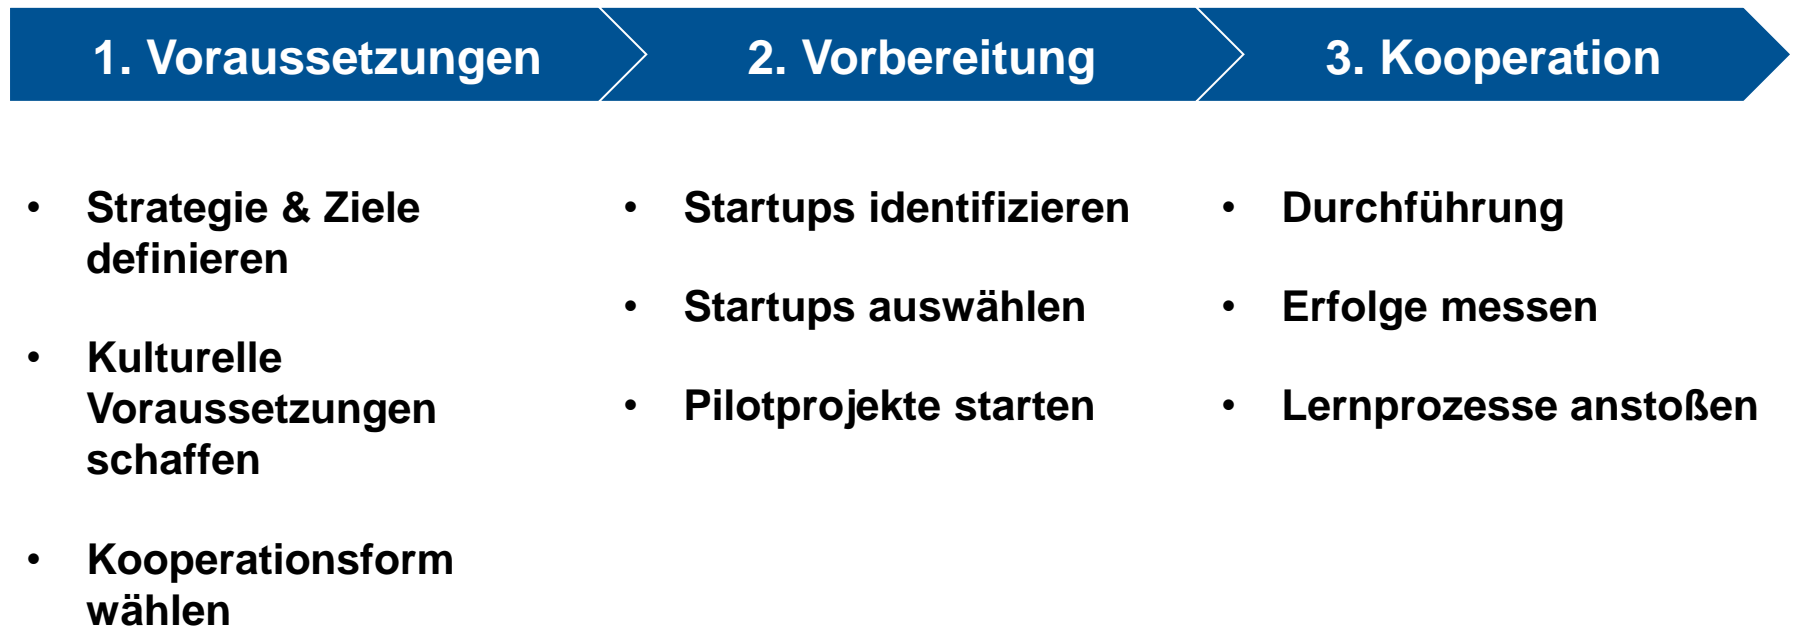 1. Voraussetzungen
2. Vorbereitung
3. Kooperation
• Strategie & Ziele
definieren
• Kulturelle
Voraussetzungen
schaffen
• Kooperationsform
wählen
• Startups identifizieren
• Startups auswählen
• Pilotprojekte starten
• Durchführung
• Erfolge messen
• Lernprozesse anstoßen